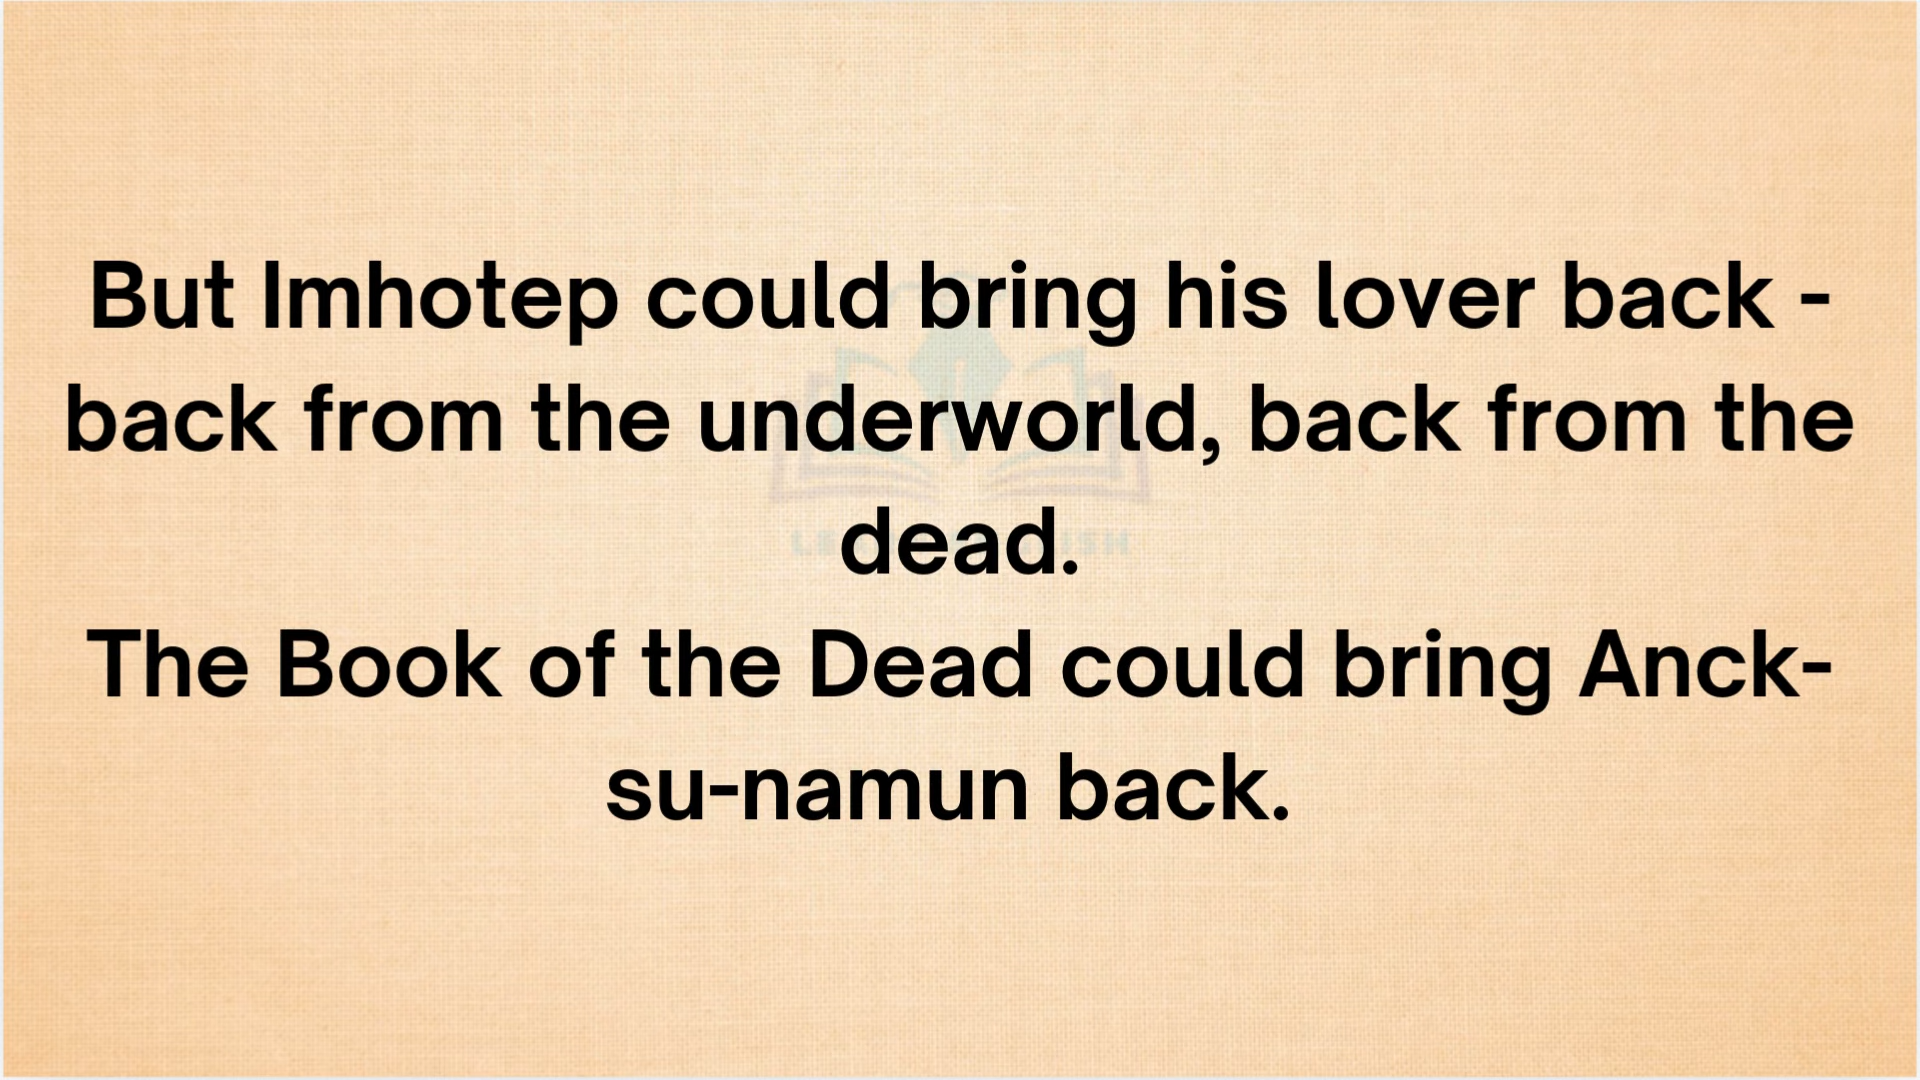 But Imhotep could bring his lover back -
back from the underworld, back from the
dead.
The Book of the Dead could bring Anck-
su-namun back.